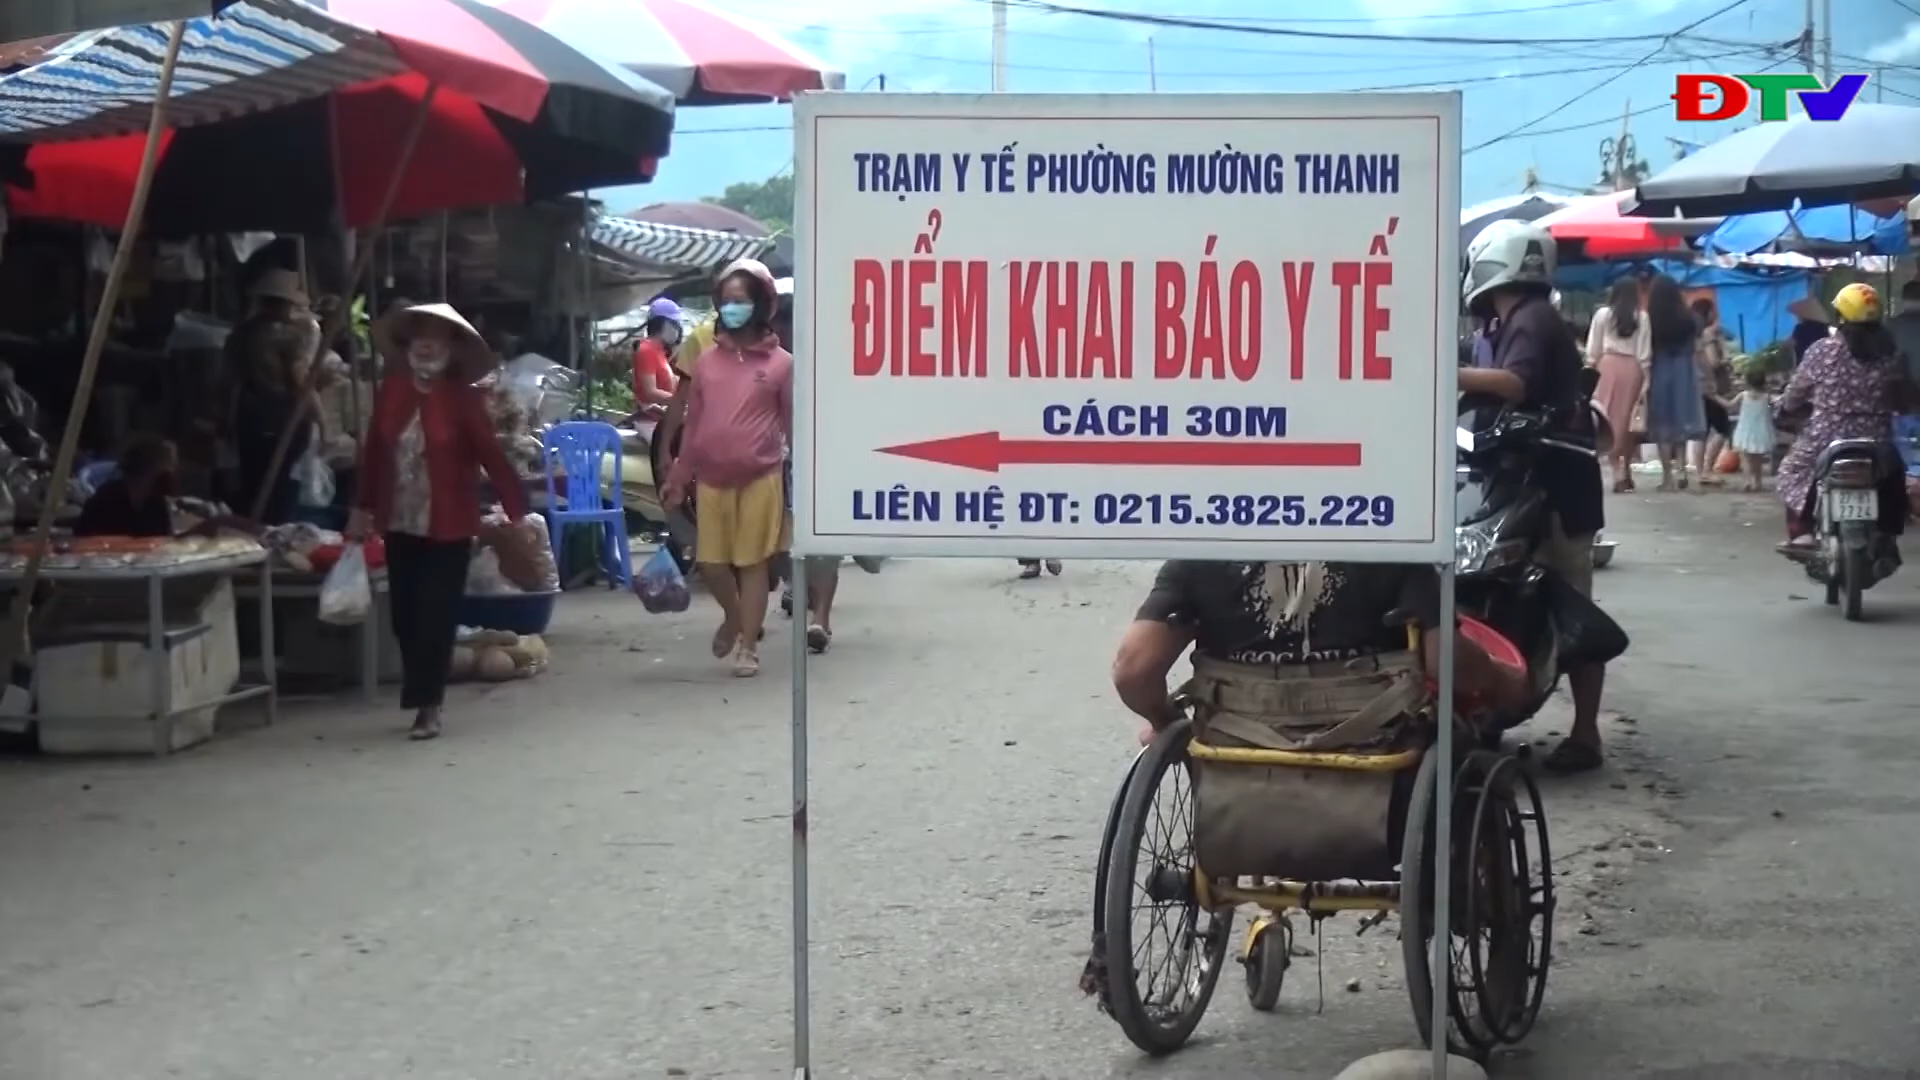 ĐTV
TRẠM Y TẾ PHƯỜNG MƯỜNG THANH
ĐIỂM KHAI BÁO Y TẾ
CÁCH 30M
LIÊN HỆ ĐT: 0215.3825.229